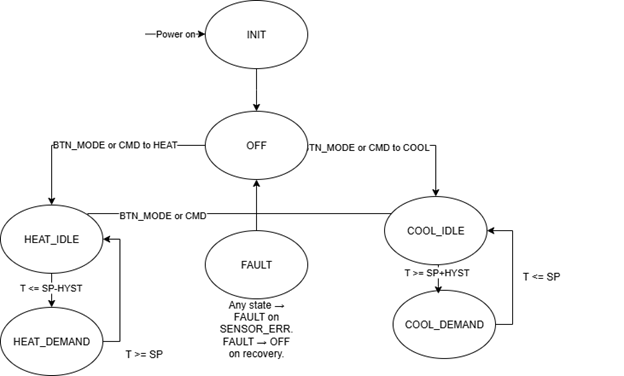 Power on
INIT
OFF
BTN_MODE or CMD to HEAT
TN_MODE or CMD to COOL
BTN_MODE or CMD
HEAT_IDLE
COOL_IDLE
FAULT
T <= SP-HYST
T >= SP+HYST
T <= SP
Any state →
FAULT on
SENSOR_ERR.
FAULT → OFF
on recovery.
HEAT_DEMAND
COOL_DEMAND
T >= SP